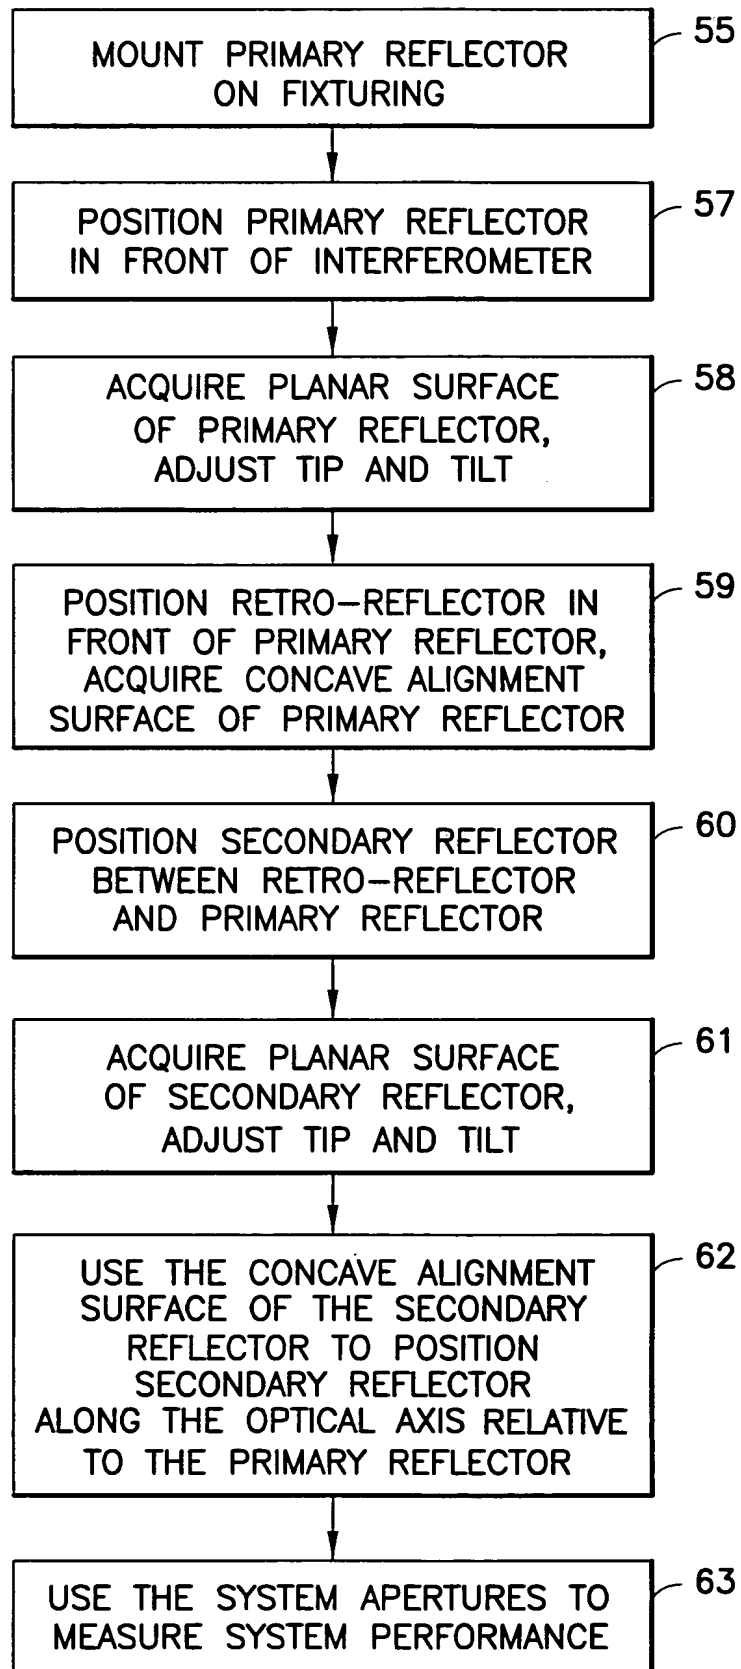 MOUNT PRIMARY REFLECTOR
ON FIXTURING
55
POSITION PRIMARY REFLECTOR
IN FRONT OF INTERFEROMETER
57
ACQUIRE PLANAR SURFACE
OF PRIMARY REFLECTOR,
ADJUST TIP AND TILT
58
POSITION RETRO-REFLECTOR IN
FRONT OF PRIMARY REFLECTOR,
ACQUIRE CONCAVE ALIGNMENT
SURFACE OF PRIMARY REFLECTOR
59
POSITION SECONDARY REFLECTOR
BETWEEN RETRO-REFLECTOR
AND PRIMARY REFLECTOR
60
ACQUIRE PLANAR SURFACE
OF SECONDARY REFLECTOR,
ADJUST TIP AND TILT
61
USE THE CONCAVE ALIGNMENT
SURFACE OF THE SECONDARY
REFLECTOR TO POSITION
SECONDARY REFLECTOR
ALONG THE OPTICAL AXIS RELATIVE
TO THE PRIMARY REFLECTOR
62
USE THE SYSTEM APERTURES TO
MEASURE SYSTEM PERFORMANCE
63